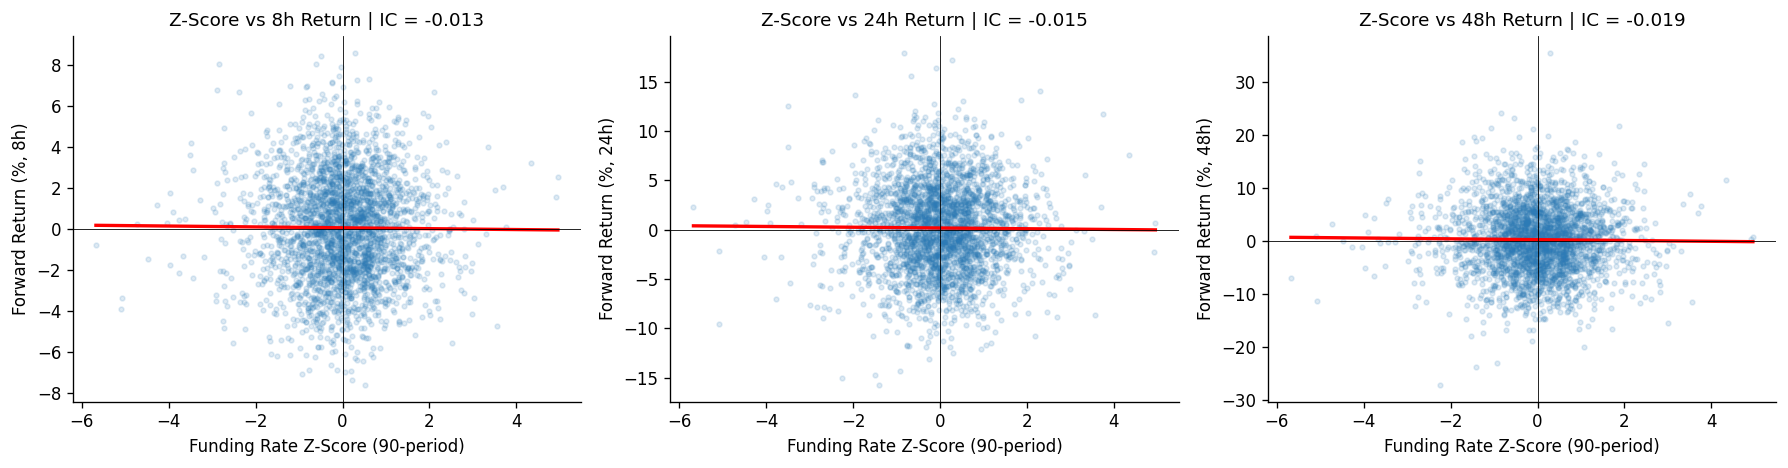 Z-Score vs 8h Return | IC = -0.013
8
6
4
2
0
−2
−4
−6
−8
Forward Return (%, 8h)
−6 −4 −2 0 2 4
Funding Rate Z-Score (90-period)
Z-Score vs 24h Return | IC = -0.015
15
10
5
0
−5
−10
−15
Forward Return (%, 24h)
−6 −4 −2 0 2 4
Funding Rate Z-Score (90-period)
Z-Score vs 48h Return | IC = -0.019
30
20
10
0
−10
−20
−30
Forward Return (%, 48h)
−6 −4 −2 0 2 4
Funding Rate Z-Score (90-period)